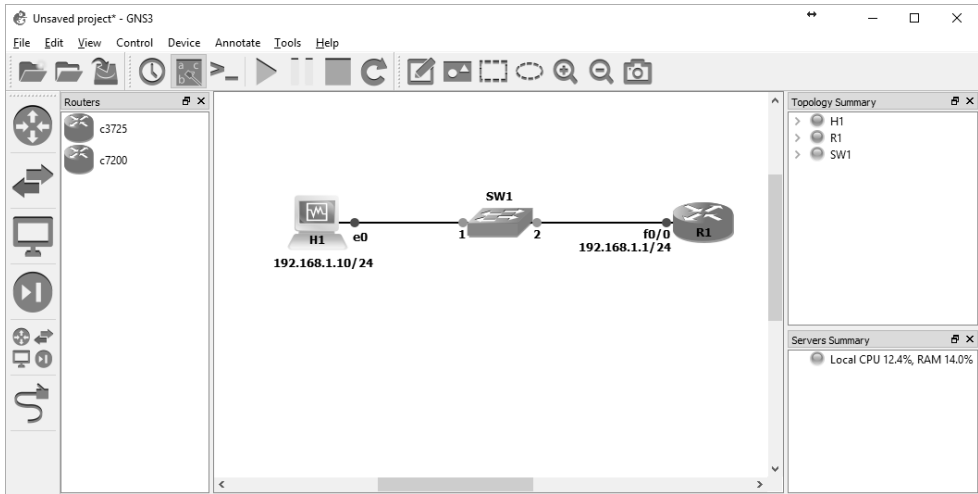 Unsaved project* - GNS3
File Edit View Control Device Annotate Tools Help
Routers
c3725
c7200
SW1
H1
e0
1
2
f0/0
R1
192.168.1.10/24
192.168.1.1/24
Topology Summary
H1
R1
SW1
Servers Summary
Local CPU 12.4%, RAM 14.0%